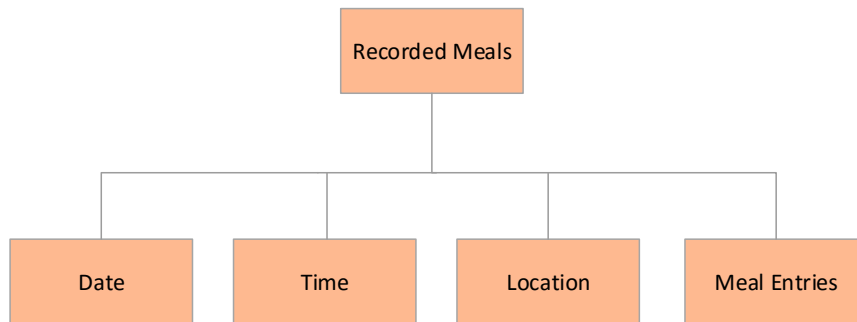 Recorded Meals
Date
Time
Location
Meal Entries